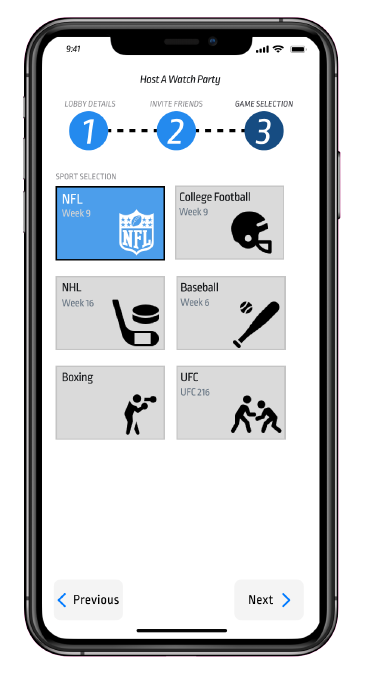 9:41
Host A Watch Party
LOBBY DETAILS INVITE FRIENDS GAME SELECTION
1 2 3
SPORT SELECTION
NFL
Week 9
NFL
College Football
Week 9
NHL
Week 16
Baseball
Week 6
Boxing
UFC
UFC 216
Previous
Next